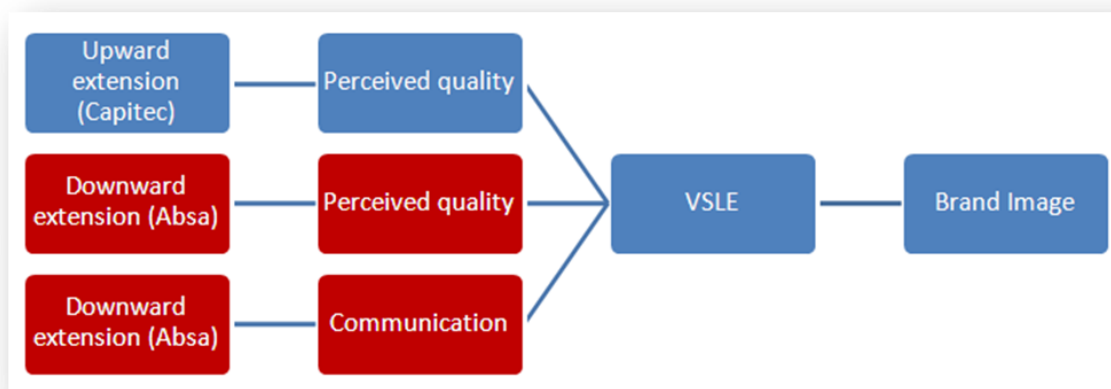 Upward
extension
(Capitec)
Perceived quality
Downward
extension (Absa)
Perceived quality
VSLE
Brand Image
Downward
extension (Absa)
Communication